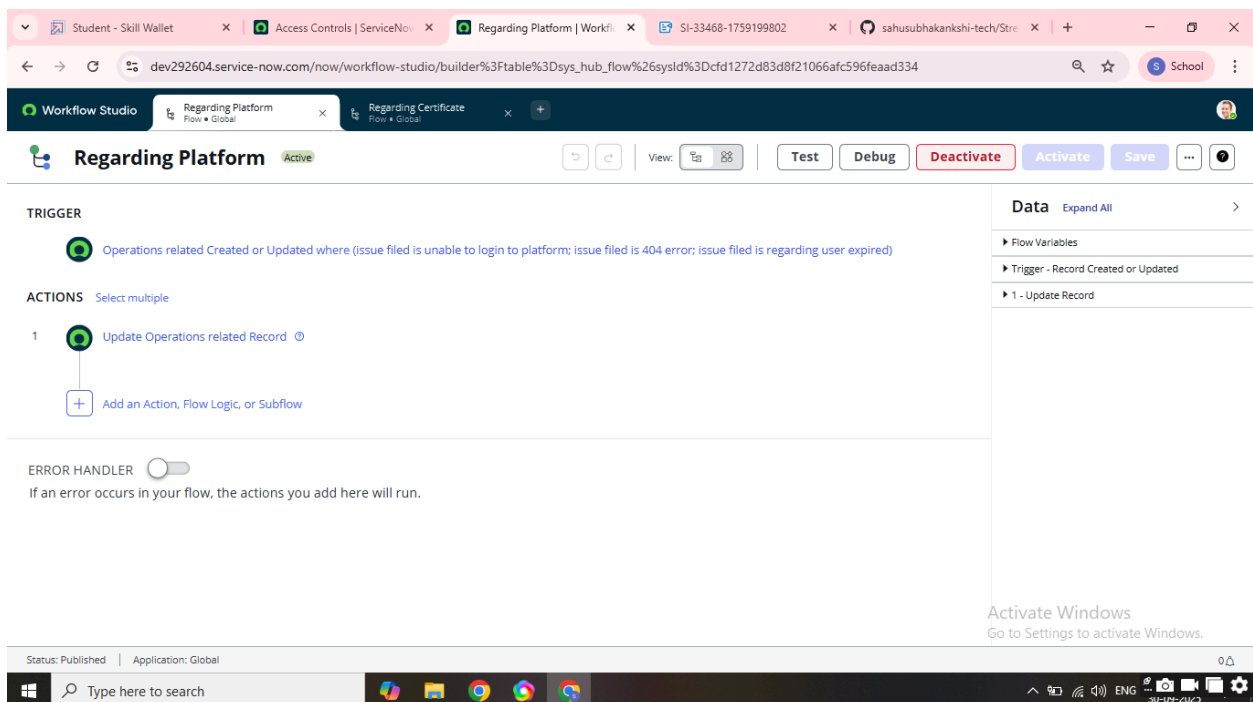 Student - Skill Wallet
Access Controls | ServiceNow
Regarding Platform | Workflo
SI-33468-1759199802
sahusubhakankshi-tech/Stre
dev292604.service-now.com/now/workflow-studio/builder%3Ftable%3Dsys_hub_flow%26sysId%3Dcfd1272d83d8f21066afc596feaad334
S School
Workflow Studio
Regarding Platform
Flow • Global
Regarding Certificate
Flow • Global
Regarding Platform Active
View:
Test Debug Deactivate Activate Save
TRIGGER
Operations related Created or Updated where (issue filed is unable to login to platform; issue filed is 404 error; issue filed is regarding user expired)
ACTIONS Select multiple
1 Update Operations related Record
Add an Action, Flow Logic, or Subflow
ERROR HANDLER
If an error occurs in your flow, the actions you add here will run.
Data Expand All
Flow Variables
Trigger - Record Created or Updated
1 - Update Record
Activate Windows
Go to Settings to activate Windows.
Status: Published Application: Global
0
Type here to search
ENG
30-09-2025